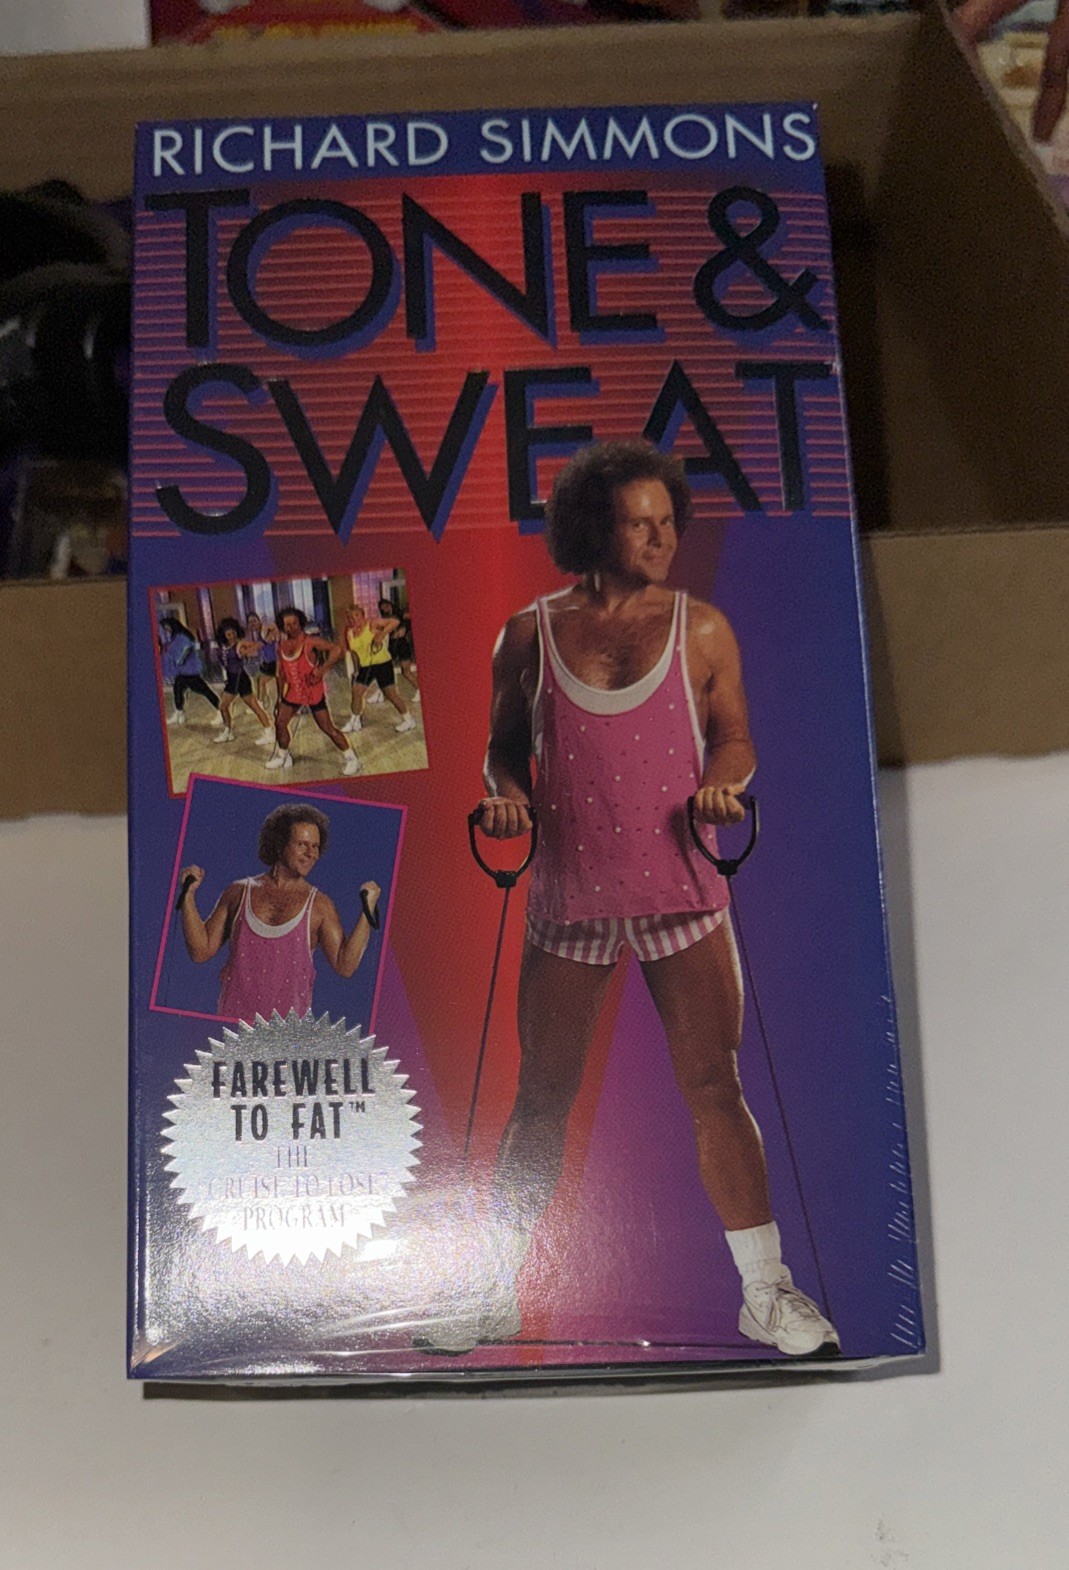 RICHARD SIMMONS
TONE &
SWEAT
FAREWELL
TO FAT™
THE
CRUISE TO LOSE
PROGRAM